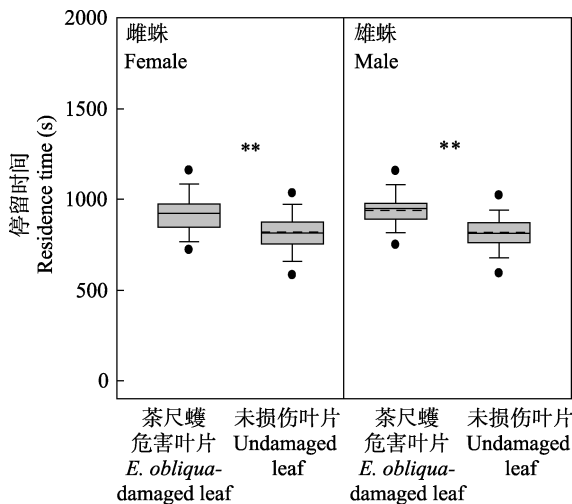 2000
1500
1000
500
0
停留时间
Residence time (s)
雌蛛
Female
**
雄蛛
Male
**
茶尺蠖
危害叶片
E. obliqua-
damaged leaf
未损伤叶片
Undamaged
leaf
茶尺蠖
危害叶片
E. obliqua-
damaged leaf
未损伤叶片
Undamaged
leaf